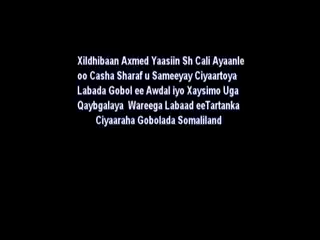 Xildhibaan Axmed Yaasiin Sh Cali Ayaanle
oo Casha Sharaf u Sameeyay Ciyaartoya
Labada Gobol ee Awdal iyo Xaysimo Uga
Qaybgalaya Wareega Labaad eeTartanka
Ciyaaraha Gobolada Somaliland